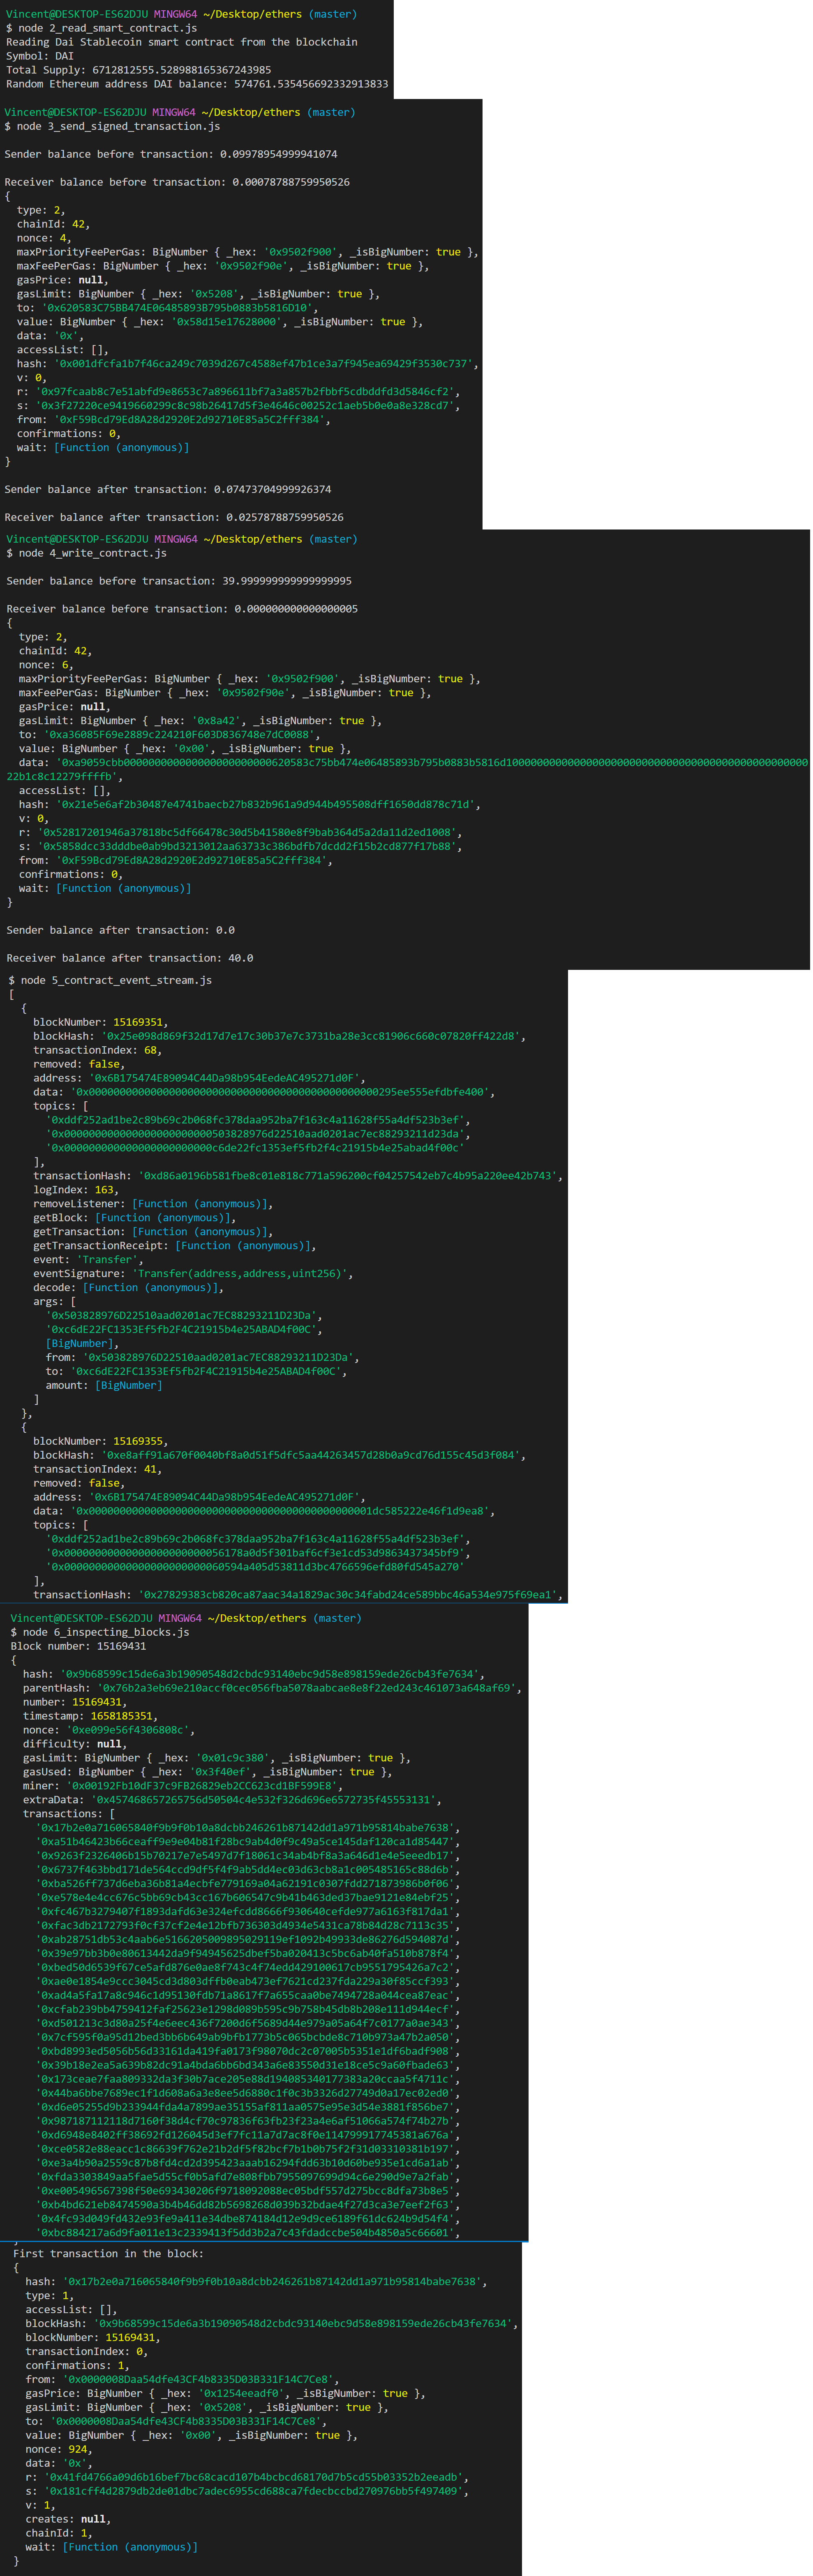 Vincent@DESKTOP-ES62DJU MINGW64 ~/Desktop/ethers (master)
$ node 2_read_smart_contract.js
Reading Dai Stablecoin smart contract from the blockchain
Symbol: DAI
Total Supply: 6712812555.528988165367243985
Random Ethereum address DAI balance: 574761.535456692332913833
Vincent@DESKTOP-ES62DJU MINGW64 ~/Desktop/ethers (master)
$ node 3_send_signed_transaction.js
Sender balance before transaction: 0.09978954999941074
Receiver balance before transaction: 0.00078788759950526
{
type: 2,
chainId: 42,
nonce: 4,
maxPriorityFeePerGas: BigNumber { _hex: '0x9502f900', _isBigNumber: true },
maxFeePerGas: BigNumber { _hex: '0x9502f90e', _isBigNumber: true },
gasPrice: null,
gasLimit: BigNumber { _hex: '0x5208', _isBigNumber: true },
to: '0x620583C75BB474E06485893B795b0883b5816D10',
value: BigNumber { _hex: '0x58d15e17628000', _isBigNumber: true },
data: '0x',
accessList: [],
hash: '0x001dfcfa1b7f46ca249c7039d267c4588ef47b1ce3a7f945ea69429f3530c737',
v: 0,
r: '0x97fcaab8c7e51abfd9e8653c7a896611bf7a3a857b2fbbf5cdbddfd3d5846cf2',
s: '0x3f27220ce9419660299c8c98b26417d5f3e4646c00252c1aeb5b0e0a8e328cd7',
from: '0xF59Bcd79Ed8A28d2920E2d92710E85a5C2fff384',
confirmations: 0,
wait: [Function (anonymous)]
}
Sender balance after transaction: 0.07473704999926374
Receiver balance after transaction: 0.02578788759950526
Vincent@DESKTOP-ES62DJU MINGW64 ~/Desktop/ethers (master)
$ node 4_write_contract.js
Sender balance before transaction: 39.999999999999999995
Receiver balance before transaction: 0.000000000000000005
{
type: 2,
chainId: 42,
nonce: 6,
maxPriorityFeePerGas: BigNumber { _hex: '0x9502f900', _isBigNumber: true },
maxFeePerGas: BigNumber { _hex: '0x9502f90e', _isBigNumber: true },
gasPrice: null,
gasLimit: BigNumber { _hex: '0x8a42', _isBigNumber: true },
to: '0xa36085F69e2889c224210F603D836748e7dC0088',
value: BigNumber { _hex: '0x00', _isBigNumber: true },
data: '0xa9059cbb000000000000000000000000620583c75bb474e06485893b795b0883b5816d10000000000000000000000000000000000000000000000000
22b1c8c12279ffffb',
accessList: [],
hash: '0x21e5e6af2b30487e4741baecb27b832b961a9d944b495508dff1650dd878c71d',
v: 0,
r: '0x52817201946a37818bc5df66478c30d5b41580e8f9bab364d5a2da11d2ed1008',
s: '0x5858dcc33dddbe0ab9bd3213012aa63733c386bdfb7dcdd2f15b2cd877f17b88',
from: '0xF59Bcd79Ed8A28d2920E2d92710E85a5C2fff384',
confirmations: 0,
wait: [Function (anonymous)]
}
Sender balance after transaction: 0.0
Receiver balance after transaction: 40.0
$ node 5_contract_event_stream.js
[
{
blockNumber: 15169351,
blockHash: '0x25e098d869f32d17d7e17c30b37e7c3731ba28e3cc81906c660c07820ff422d8',
transactionIndex: 68,
removed: false,
address: '0x6B175474E89094C44Da98b954EedeAC495271d0F',
data: '0x0000000000000000000000000000000000000000000000295ee555efdbfe400',
topics: [
'0xddf252ad1be2c89b69c2b068fc378daa952ba7f163c4a11628f55a4df523b3ef',
'0x000000000000000000000000503828976d22510aad0201ac7ec88293211d23da',
'0x000000000000000000000000c6de22fc1353ef5fb2f4c21915b4e25abad4f00c'
],
transactionHash: '0xd86a0196b581fbe8c01e818c771a596200cf04257542eb7c4b95a220ee42b743',
logIndex: 163,
removeListener: [Function (anonymous)],
getBlock: [Function (anonymous)],
getTransaction: [Function (anonymous)],
getTransactionReceipt: [Function (anonymous)],
event: 'Transfer',
eventSignature: 'Transfer(address,address,uint256)',
decode: [Function (anonymous)],
args: [
'0x503828976D22510aad0201ac7EC88293211D23Da',
'0xc6dE22FC1353Ef5fb2F4C21915b4e25ABAD4f00C',
[BigNumber],
from: '0x503828976D22510aad0201ac7EC88293211D23Da',
to: '0xc6dE22FC1353Ef5fb2F4C21915b4e25ABAD4f00C',
amount: [BigNumber]
]
},
{
blockNumber: 15169355,
blockHash: '0xe8aff91a670f0040bf8a0d51f5dfc5aa44263457d28b0a9cd76d155c45d3f084',
transactionIndex: 41,
removed: false,
address: '0x6B175474E89094C44Da98b954EedeAC495271d0F',
data: '0x00000000000000000000000000000000000000000000001dc585222e46f1d9ea8',
topics: [
'0xddf252ad1be2c89b69c2b068fc378daa952ba7f163c4a11628f55a4df523b3ef',
'0x00000000000000000000000056178a0d5f301baf6cf3e1cd53d9863437345bf9',
'0x00000000000000000000000060594a405d53811d3bc4766596efd80fd545a270'
],
transactionHash: '0x27829383cb820ca87aac34a1829ac30c34fabd24ce589bbc46a534e975f69ea1',
Vincent@DESKTOP-ES62DJU MINGW64 ~/Desktop/ethers (master)
$ node 6_inspecting_blocks.js
Block number: 15169431
{
hash: '0x9b68599c15de6a3b19090548d2cbdc93140ebc9d58e898159ede26cb43fe7634',
parentHash: '0x76b2a3eb69e210accf0cec056fba5078aabcae8e8f22ed243c461073a648af69',
number: 15169431,
timestamp: 1658185351,
nonce: '0xe099e56f4306808c',
difficulty: null,
gasLimit: BigNumber { _hex: '0x01c9c380', _isBigNumber: true },
gasUsed: BigNumber { _hex: '0x3f40ef', _isBigNumber: true },
miner: '0x00192Fb10dF37c9FB26829eb2CC623cd1BF599E8',
extraData: '0x457468657265756d50504c4e532f326d696e6572735f45553131',
transactions: [
'0x17b2e0a716065840f9b9f0b10a8dcbb246261b87142dd1a971b95814babe7638',
'0xa51b46423b66ceaff9e9e04b81f28bc9ab4d0f9c49a5ce145daf120ca1d85447',
'0x9263f2326406b15b70217e7e5497d7f18061c34ab4bf8a3a646d1e4e5eeedb17',
'0x6737f463bbd171de564ccd9df5f4f9ab5dd4ec03d63cb8a1c005485165c88d6b',
'0xba526ff737d6eba36b81a4ecbfe779169a04a62191c0307fdd271873986b0f06',
'0xe578e4e4cc676c5bb69cb43cc167b606547c9b41b463ded37bae9121e84ebf25',
'0xfc467b3279407f1893dafd63e324efcdd8666f930640cefde977a6163f817da1',
'0xfac3db2172793f0cf37cf2e4e12bfb736303d4934e5431ca78b84d28c7113c35',
'0xab28751db53c4aab6e5166205009895029119ef1092b49933de86276d594087d',
'0x39e97bb3b0e80613442da9f94945625dbef5ba020413c5bc6ab40fa510b878f4',
'0xbed50d6539f67ce5afd876e0ae8f743c4f74edd429100617cb9551795426a7c2',
'0xae0e1854e9ccc3045cd3d803dffb0eab473ef7621cd237fda229a30f85ccf393',
'0xad4a5fa17a8c946c1d95130fdb71a8617f7a655caa0be7494728a044cea87eac',
'0xcfab239bb4759412faf25623e1298d089b595c9b758b45db8b208e111d944ecf',
'0xd501213c3d80a25f4e6eec436f7200d6f5689d44e979a05a64f7c0177a0ae343',
'0x7cf595f0a95d12bed3bb6b649ab9bfb1773b5c065bcbde8c710b973a47b2a050',
'0xbd8993ed5056b56d33161da419fa0173f98070dc2c07005b5351e1df6badf908',
'0x39b18e2ea5a639b82dc91a4bda6bb6bd343a6e83550d31e18ce5c9a60fbade63',
'0x173ceae7faa809332da3f30b7ace205e88d194085340177383a20ccaa5f4711c',
'0x44ba6bbe7689ec1f1d608a6a3e8ee5d6880c1f0c3b3326d27749d0a17ec02ed0',
'0xd6e05255d9b233944fda4a7899ae35155af811aa0575e95e3d54e3881f856be7',
'0x987187112118d7160f38d4cf70c97836f63fb23f23a4e6af51066a574f74b27b',
'0xd6948e8402ff38692fd126045d3ef7fc11a7d7ac8f0e114799917745381a676a',
'0xce0582e88eacc1c86639f762e21b2df5f82bcf7b1b0b75f2f31d03310381b197',
'0xe3a4b90a2559c87b8fd4cd2d395423aaab16294fdd63b10d60be935e1cd6a1ab',
'0xfda3303849aa5fae5d55cf0b5afd7e808fbb7955097699d94c6e290d9e7a2fab',
'0xe005496567398f50e693430206f9718092088ec05bdf557d275bcc8dfa73b8e5',
'0xb4bd621eb8474590a3b4b46dd82b5698268d039b32bdae4f27d3ca3e7eef2f63',
'0x4fc93d049fd432e93fe9a411e34dbe874184d12e9d9ce6189f61dc624b9d54f4',
'0xbc884217a6d9fa011e13c2339413f5dd3b2a7c43fdadccbe504b4850a5c66601',
First transaction in the block:
{
hash: '0x17b2e0a716065840f9b9f0b10a8dcbb246261b87142dd1a971b95814babe7638',
type: 1,
accessList: [],
blockHash: '0x9b68599c15de6a3b19090548d2cbdc93140ebc9d58e898159ede26cb43fe7634',
blockNumber: 15169431,
transactionIndex: 0,
confirmations: 1,
from: '0x0000008Daa54dfe43CF4b8335D03B331F14C7Ce8',
gasPrice: BigNumber { _hex: '0x1254eeadf0', _isBigNumber: true },
gasLimit: BigNumber { _hex: '0x5208', _isBigNumber: true },
to: '0x0000008Daa54dfe43CF4b8335D03B331F14C7Ce8',
value: BigNumber { _hex: '0x00', _isBigNumber: true },
nonce: 924,
data: '0x',
r: '0x41fd4766a09d6b16bef7bc68cacd107b4bcbcd68170d7b5cd55b03352b2eeadb',
s: '0x181cff4d2879db2de01dbc7adec6955cd688ca7fdecbccbd270976bb5f497409',
v: 1,
creates: null,
chainId: 1,
wait: [Function (anonymous)]
}